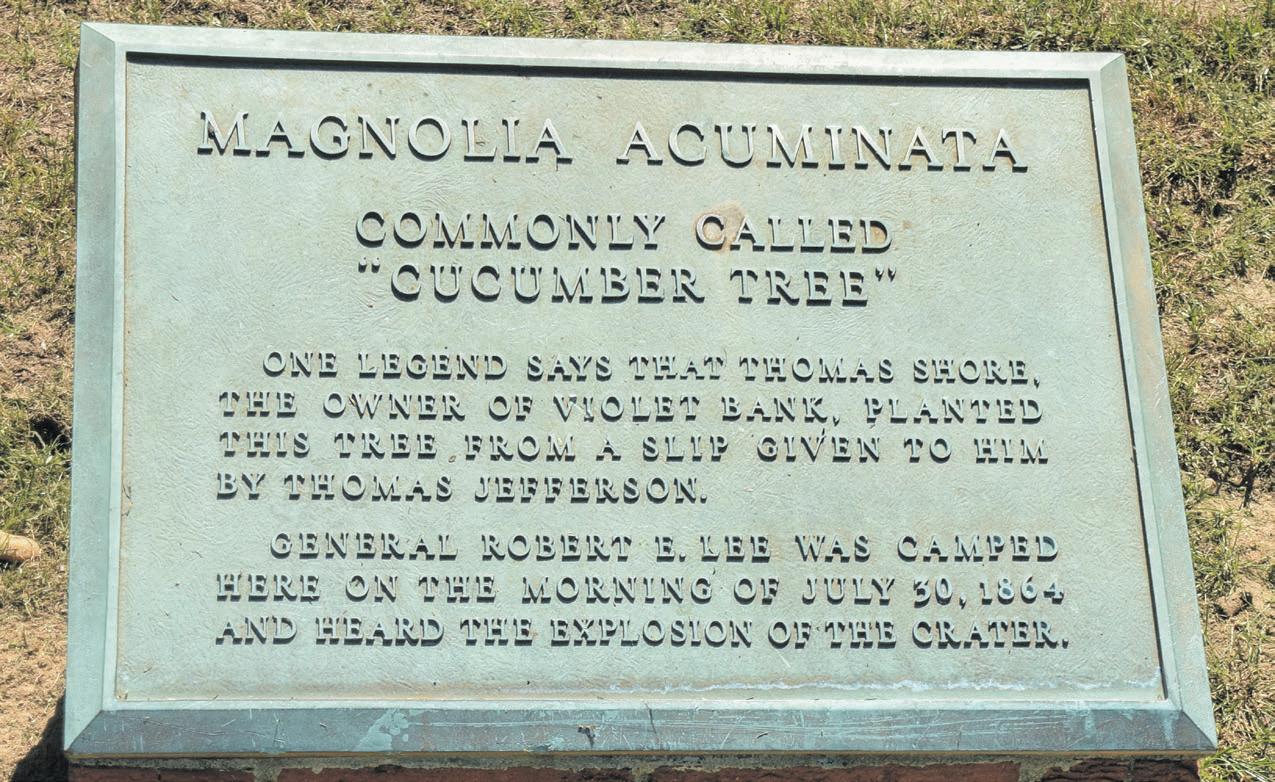 MAGNOLIA ACUMINATA
COMMONLY CALLED
"CUCUMBER TREE"
ONE LEGEND SAYS THAT THOMAS SHORE,
THE OWNER OF VIOLET BANK, PLANTED
THIS TREE FROM A SLIP GIVEN TO HIM
BY THOMAS JEFFERSON.
GENERAL ROBERT E. LEE WAS CAMPED
HERE ON THE MORNING OF JULY 30, 1864
AND HEARD THE EXPLOSION OF THE CRATER.